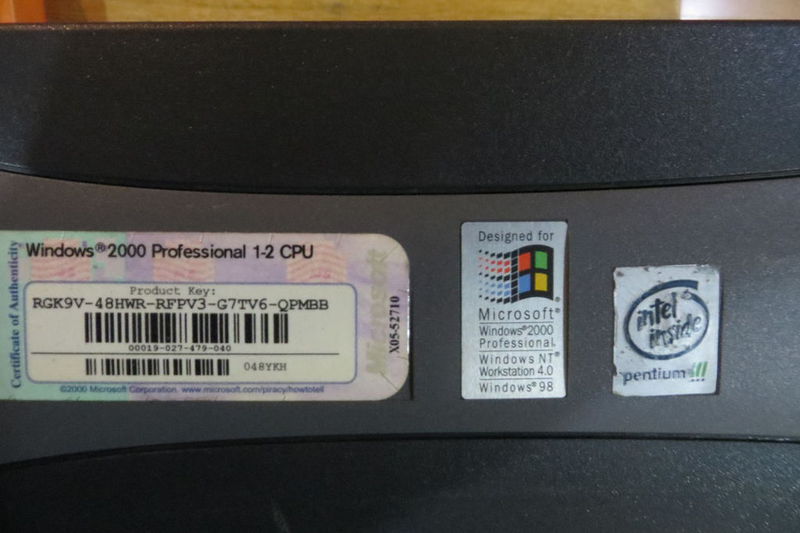 Certificate of Authenticity
Windows®2000 Professional 1-2 CPU
Product Key:
RGK9V-48HWR-RFPV3-G7TV6-QPMBB
00019-027-479-040
048YKH
©2000 Microsoft Corporation. www.microsoft.com/piracy/howtotell
Microsoft
X05-52710
Designed for
Microsoft®
Windows®2000
Professional
Windows NT®
Workstation 4.0
Windows® 98
intel
inside
pentium III